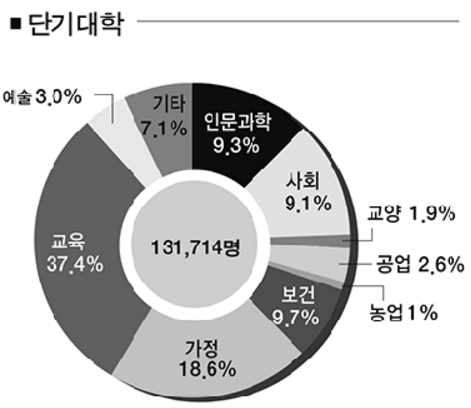 ■ 단기대학
예술 3.0%
기타
7.1%
인문과학
9.3%
사회
9.1%
교양 1.9%
공업 2.6%
농업 1%
보건
9.7%
가정
18.6%
교육
37.4%
131,714명